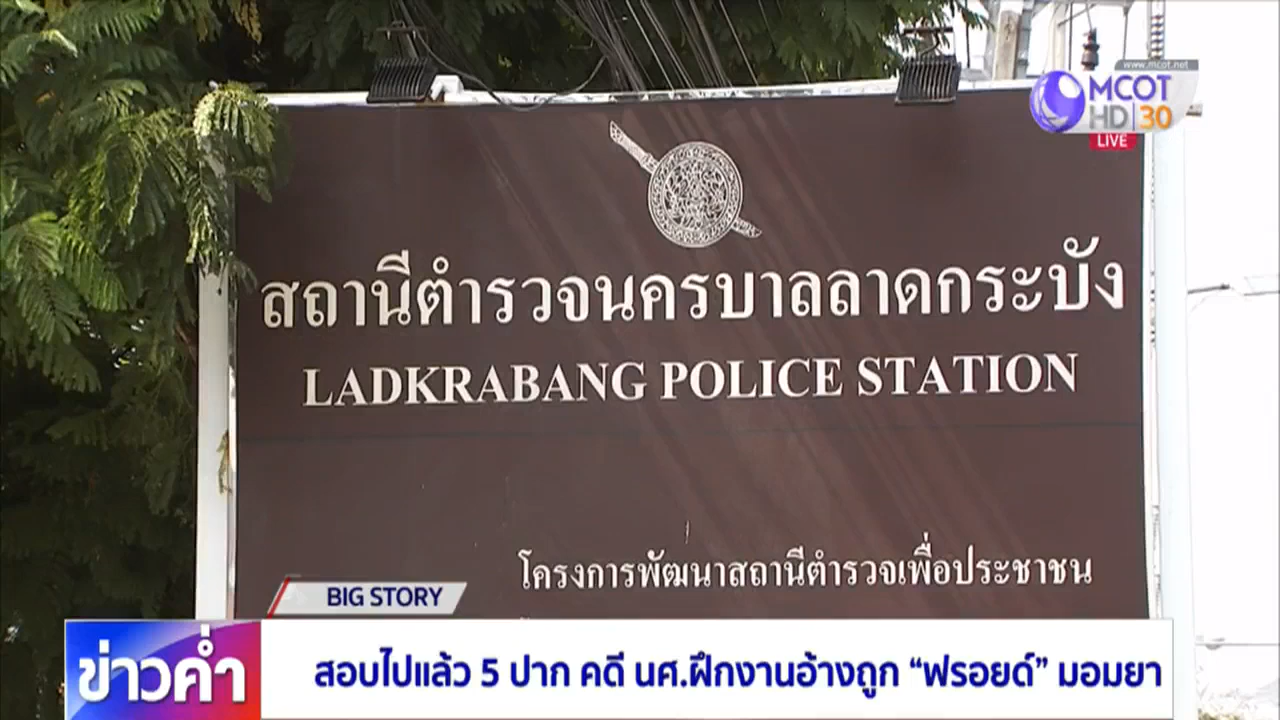 www.mcot.net
MCOT
HD 30
LIVE
สถานีตำรวจนครบาลลาดกระบัง
LADKRABANG POLICE STATION
โครงการพัฒนาสถานีตำรวจเพื่อประชาชน
BIG STORY
ข่าวค่ำ
สอบไปแล้ว 5 ปาก คดี นศ.ฝึกงานอ้างถูก “ฟรอยด์” มอมยา